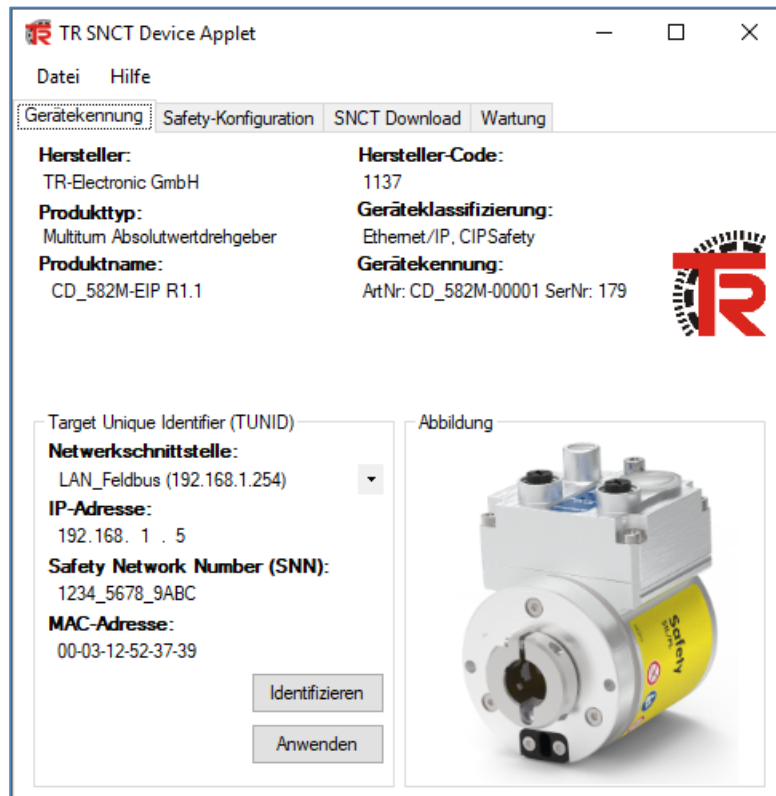 TR SNCT Device Applet
Datei Hilfe
Gerätekennung Safety-Konfiguration SNCT Download Wartung
Hersteller: Hersteller-Code:
TR-Electronic GmbH 1137
Produkttyp: Geräteklassifizierung:
Multiturn Absolutwertdrehgeber Ethernet/IP, CIPSafety
Produktname: Gerätekennung:
CD_582M-EIP R1.1 ArtNr: CD_582M-00001 SerNr: 179
TR
Target Unique Identifier (TUNID) Abbildung
Netwerkschnittstelle:
LAN_Feldbus (192.168.1.254)
IP-Adresse:
192.168. 1 . 5
Safety Network Number (SNN):
1234_5678_9ABC
MAC-Adresse:
00-03-12-52-37-39
Identifizieren
Anwenden
Safety
SIL/PL